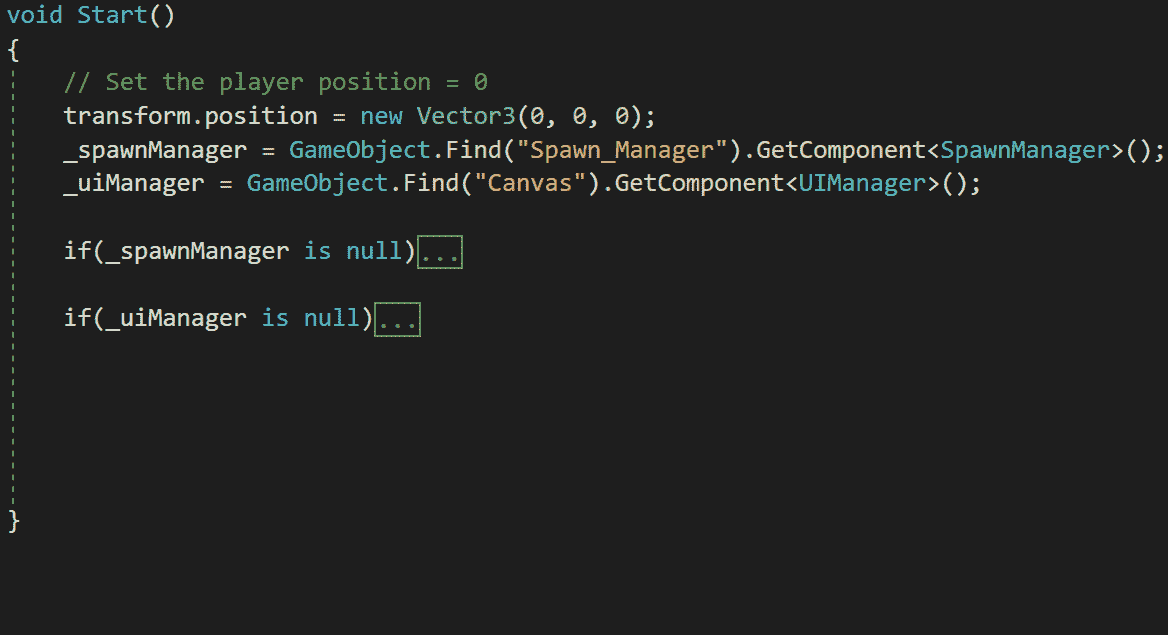 void Start()
{
// Set the player position = 0
transform.position = new Vector3(0, 0, 0);
_spawnManager = GameObject.Find("Spawn_Manager").GetComponent<SpawnManager>();
_uiManager = GameObject.Find("Canvas").GetComponent<UIManager>();
if(_spawnManager is null)...
if(_uiManager is null)...
}